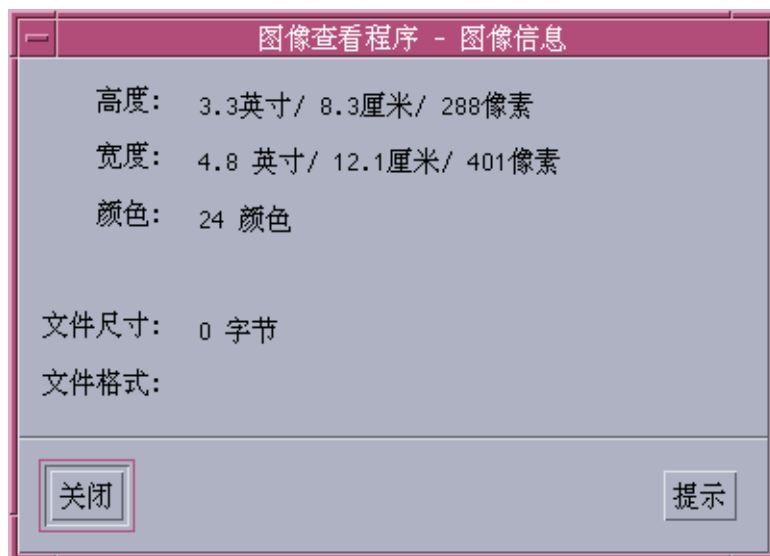 图像查看程序 - 图像信息
高度: 3.3英寸/ 8.3厘米/ 288像素
宽度: 4.8 英寸/ 12.1厘米/ 401像素
颜色: 24 颜色
文件尺寸: 0 字节
文件格式:
关闭 提示